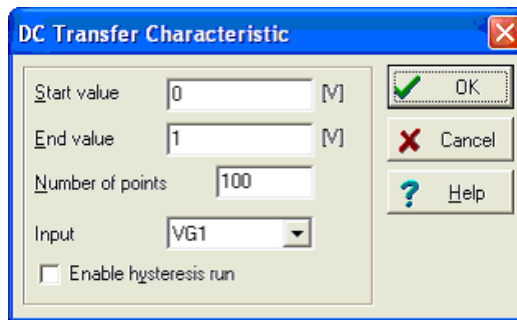 DC Transfer Characteristic
Start value 0 [V]
End value 1 [V]
Number of points 100
Input VG1
Enable hysteresis run
OK
Cancel
Help